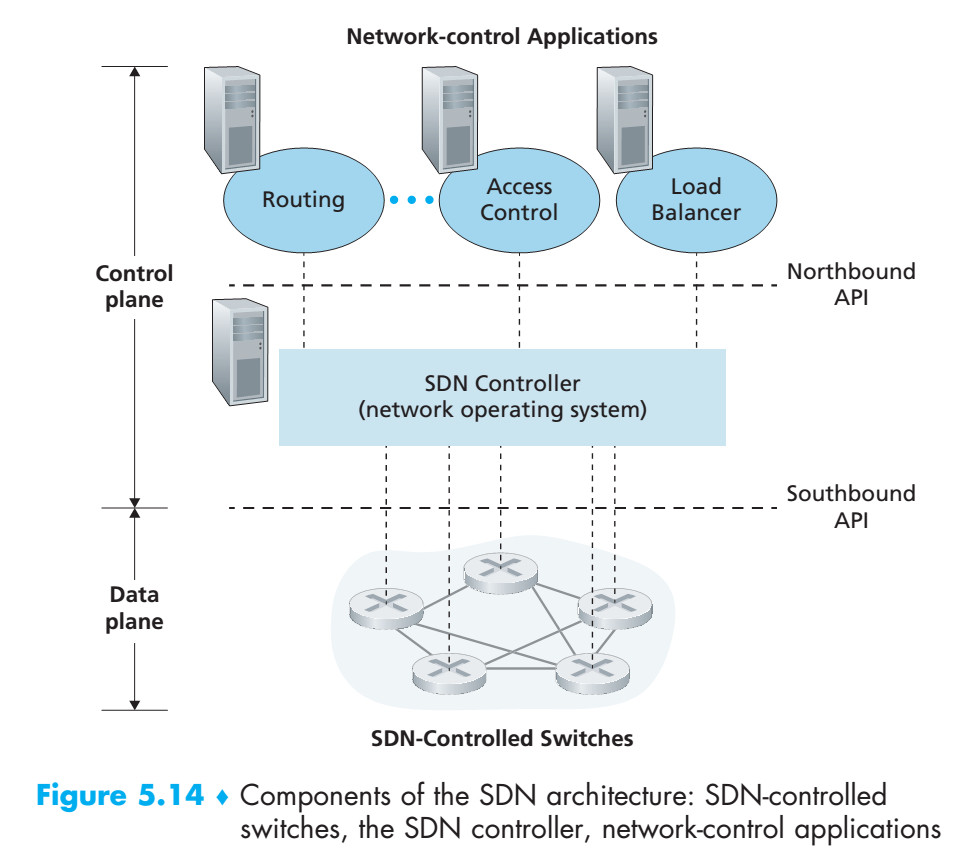 Network-control Applications
Routing
Access
Control
Load
Balancer
Control
plane
Northbound
API
SDN Controller
(network operating system)
Southbound
API
Data
plane
SDN-Controlled Switches
Figure 5.14 ♦ Components of the SDN architecture: SDN-controlled
switches, the SDN controller, network-control applications